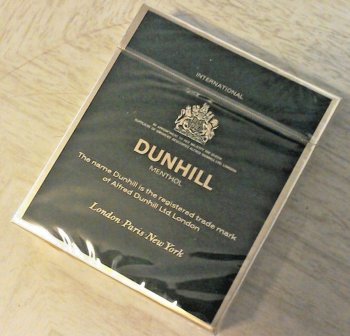 INTERNATIONAL
DUNHILL
MENTHOL
The name Dunhill is the registered trade mark
of Alfred Dunhill Ltd London
London Paris New York